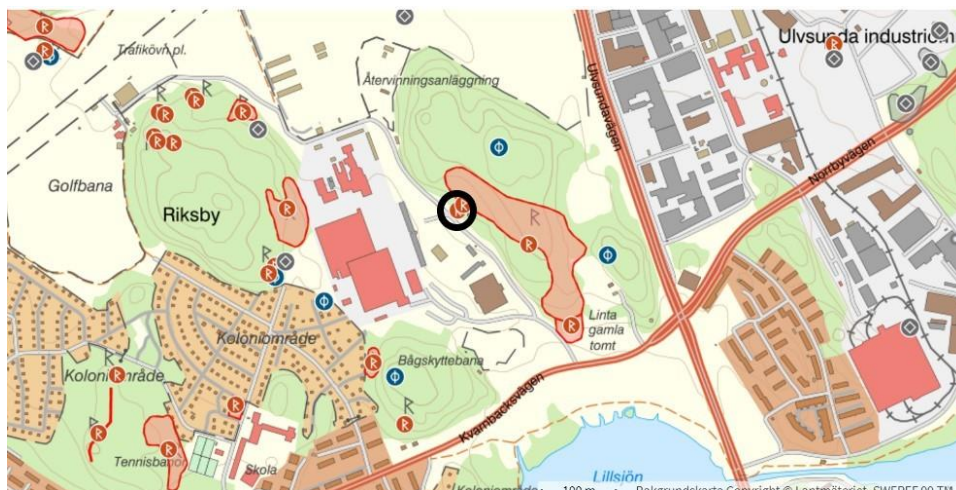 Trafikövn pl.
Återvinningsanläggning
Ulvsunda industriom
Ulvsundavägen
Norrbyvägen
Golfbana
Riksby
Linta
gamla
tomt
Koloniområde
Koloniområde
Bågskyttebana
Kvarnbacksvägen
Tennisbanor
Skola
Lillsjön
Koloniområde
100 m
Bakgrundskarta Copyright © Lantmäteriet, SWEREF 99 TM